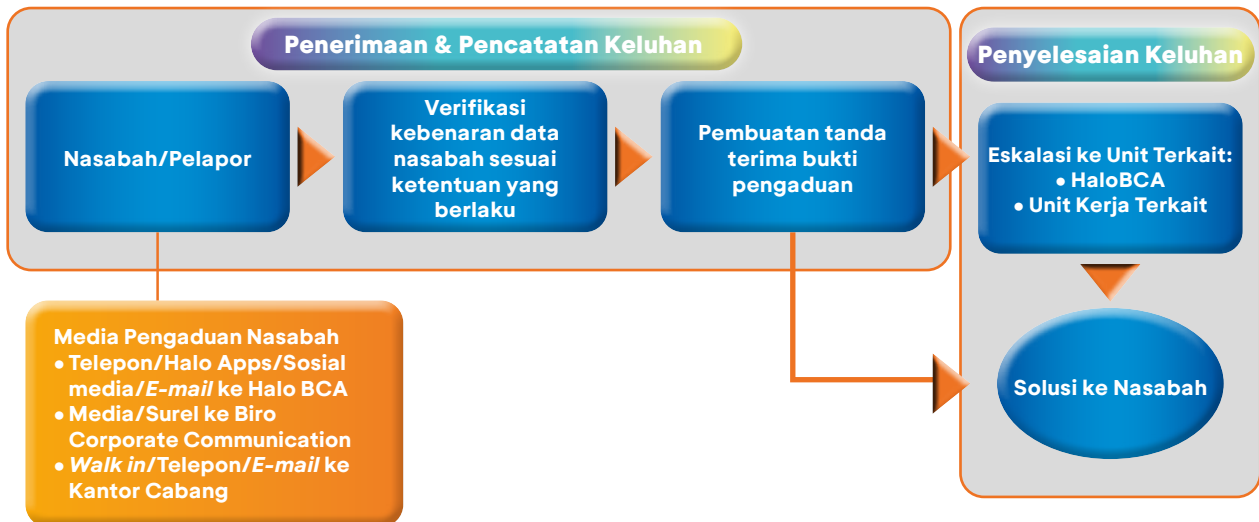 Penerimaan & Pencatatan Keluhan
Nasabah/Pelapor
Verifikasi
kebenaran data
nasabah sesuai
ketentuan yang
berlaku
Pembuatan tanda
terima bukti
pengaduan
Penyelesaian Keluhan
Eskalasi ke Unit Terkait:
• HaloBCA
• Unit Kerja Terkait
Solusi ke Nasabah
Media Pengaduan Nasabah
• Telepon/Halo Apps/Sosial
media/E-mail ke Halo BCA
• Media/Surel ke Biro
Corporate Communication
• Walk in/Telepon/E-mail ke
Kantor Cabang